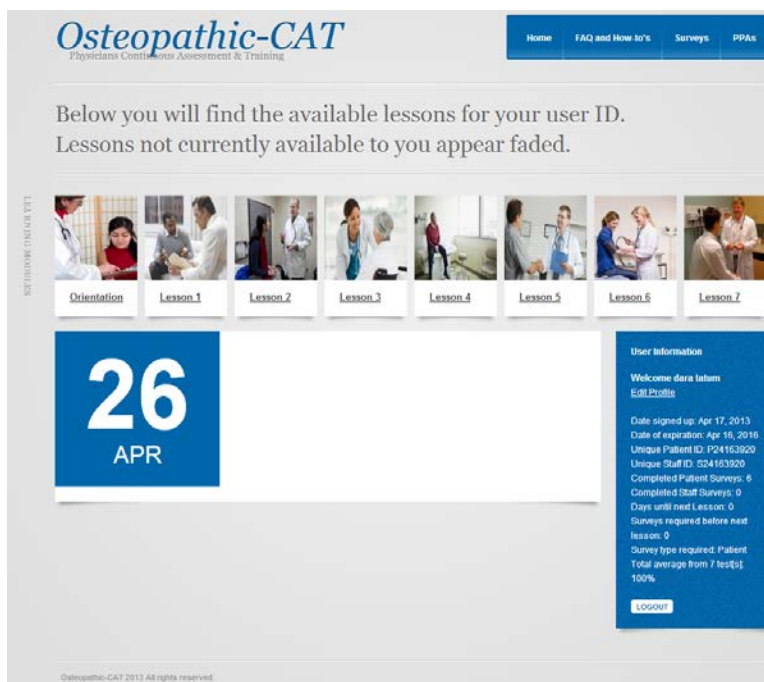 Osteopathic-CAT
Physicians Continuous Assessment & Training
Home FAQ and How-to's Surveys PPAs
Below you will find the available lessons for your user ID.
Lessons not currently available to you appear faded.
LEARNING MODULES
Orientation Lesson 1 Lesson 2 Lesson 3 Lesson 4 Lesson 5 Lesson 6 Lesson 7
26
APR
User Information
Welcome dara tatum
Edit Profile
Date signed up: Apr 17, 2013
Date of expiration: Apr 16, 2016
Unique Patient ID: P24163920
Unique Staff ID: S24163920
Completed Patient Surveys: 6
Completed Staff Surveys: 0
Days until next Lesson: 0
Surveys required before next
lesson: 0
Survey type required: Patient
Total average from 7 test[s]:
100%
LOGOUT
Osteopathic-CAT 2013 All rights reserved.